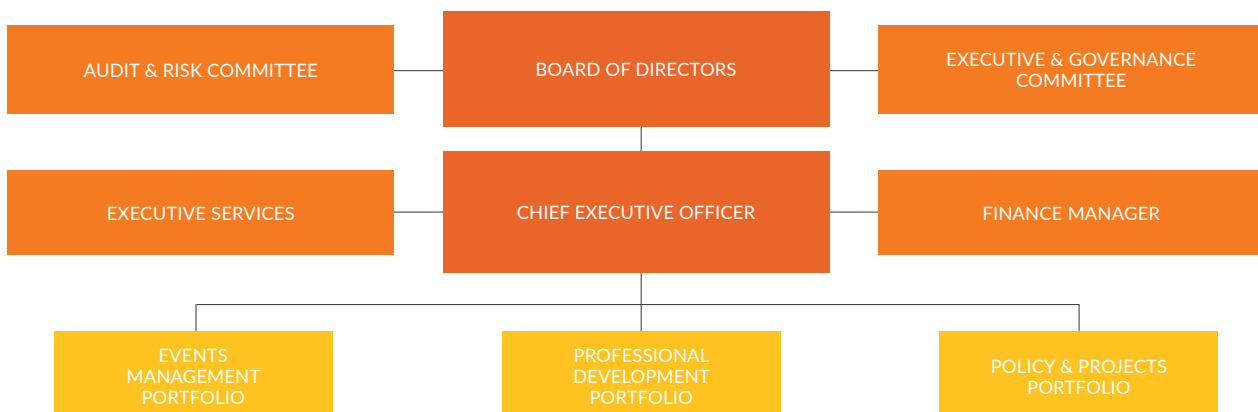 AUDIT & RISK COMMITTEE
BOARD OF DIRECTORS
EXECUTIVE & GOVERNANCE
COMMITTEE
EXECUTIVE SERVICES
CHIEF EXECUTIVE OFFICER
FINANCE MANAGER
EVENTS
MANAGEMENT
PORTFOLIO
PROFESSIONAL
DEVELOPMENT
PORTFOLIO
POLICY & PROJECTS
PORTFOLIO